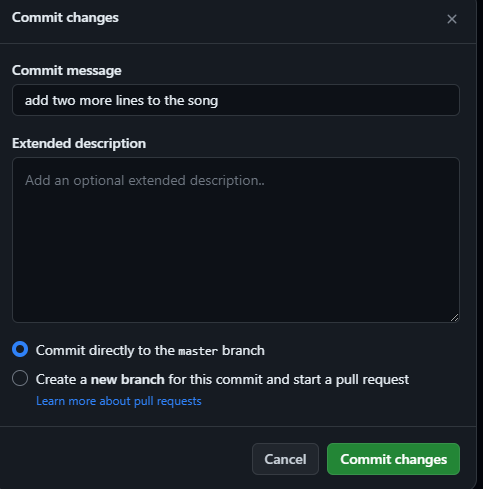 Commit changes
Commit message
add two more lines to the song
Extended description
Add an optional extended description..
Commit directly to the master branch
Create a new branch for this commit and start a pull request
Learn more about pull requests
Cancel
Commit changes